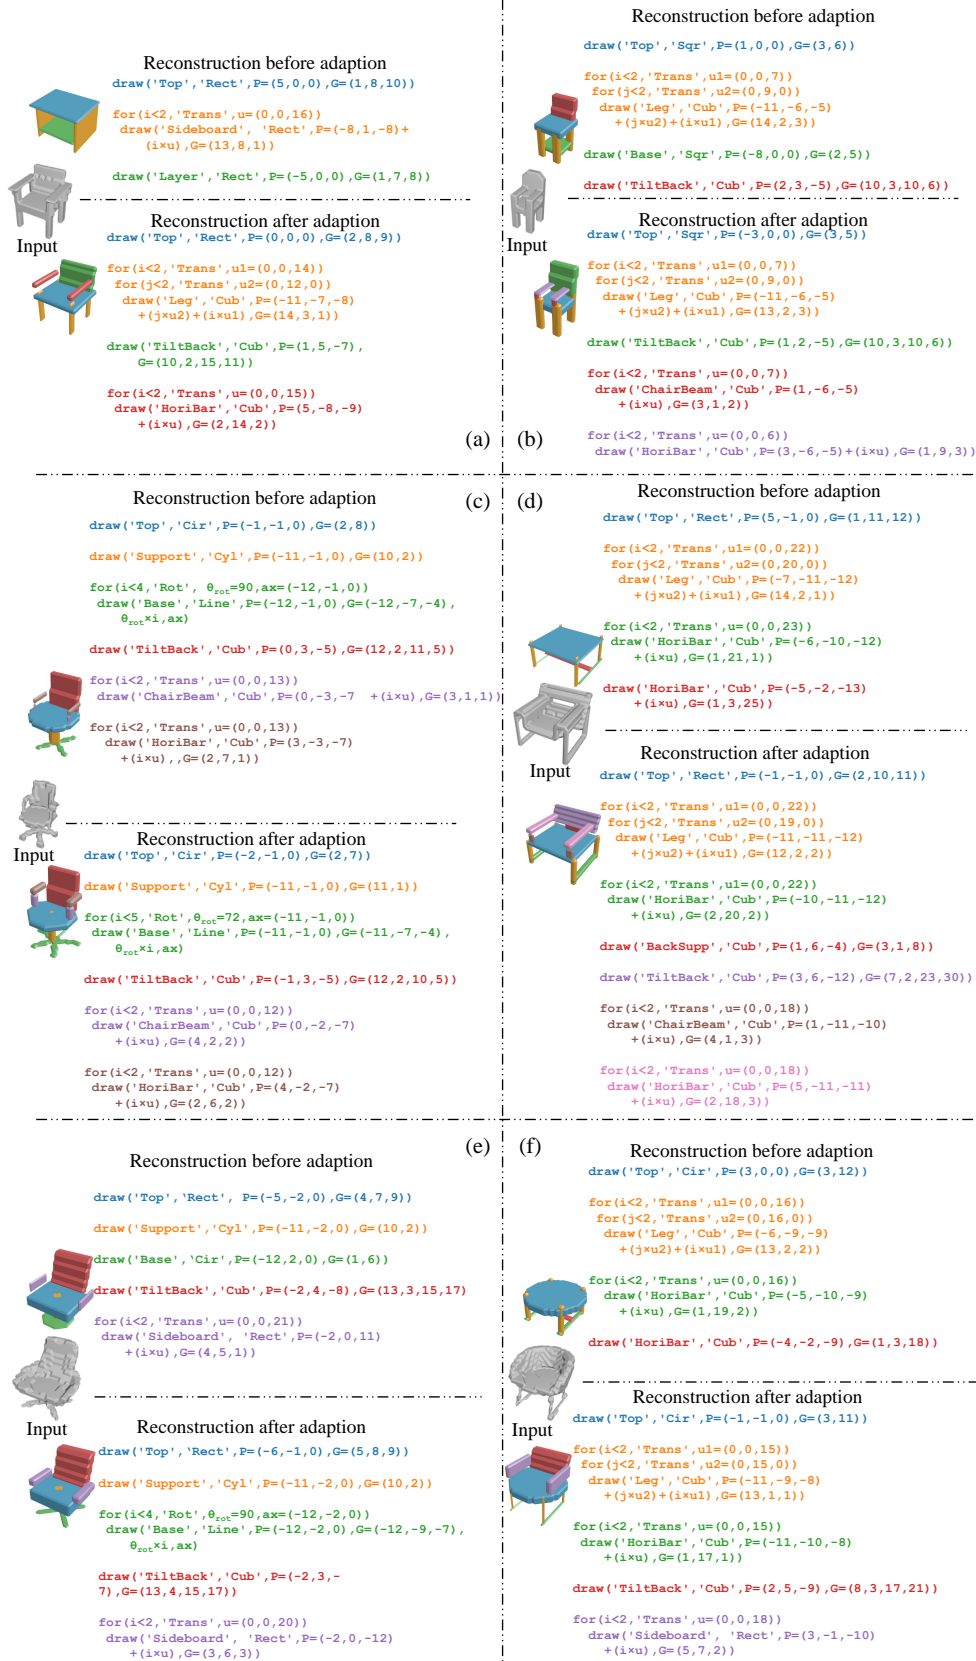 Reconstruction before adaption
draw('Top','Rect',P=(5,0,0),G=(1,8,10))
for(i<2,'Trans',u=(0,0,16))
draw('Sideboard', 'Rect',P=(-8,1,-8)+
(i×u),G=(13,8,1))
draw('Layer','Rect',P=(-5,0,0),G=(1,7,8))
Input
Reconstruction after adaption
draw('Top','Rect',P=(0,0,0),G=(2,8,9))
for(i<2,'Trans',u1=(0,0,14))
for(j<2,'Trans',u2=(0,12,0))
draw('Leg','Cub',P=(-11,-7,-8)
+(j×u2)+(i×u1),G=(14,3,1))
draw('TiltBack','Cub',P=(1,5,-7),
G=(10,2,15,11))
for(i<2,'Trans',u=(0,0,15))
draw('HoriBar','Cub',P=(5,-8,-9)
+(i×u),G=(2,14,2))
(a)
Reconstruction before adaption
draw('Top','Sqr',P=(1,0,0),G=(3,6))
for(i<2,'Trans',u1=(0,0,7))
for(j<2,'Trans',u2=(0,9,0))
draw('Leg','Cub',P=(-11,-6,-5)
+(j×u2)+(i×u1),G=(14,2,3))
draw('Base','Sqr',P=(-8,0,0),G=(2,5))
draw('TiltBack','Cub',P=(2,3,-5),G=(10,3,10,6))
Input
Reconstruction after adaption
draw('Top','Sqr',P=(-3,0,0),G=(3,5))
for(i<2,'Trans',u1=(0,0,7))
for(j<2,'Trans',u2=(0,9,0))
draw('Leg','Cub',P=(-11,-6,-5)
+(j×u2)+(i×u1),G=(13,2,3))
draw('TiltBack','Cub',P=(1,2,-5),G=(10,3,10,6))
for(i<2,'Trans',u=(0,0,7))
draw('ChairBeam','Cub',P=(1,-6,-5)
+(i×u),G=(3,1,2))
(b)
for(i<2,'Trans',u=(0,0,6))
draw('HoriBar','Cub',P=(3,-6,-5)+(i×u),G=(1,9,3))
Reconstruction before adaption
(c)
draw('Top','Cir',P=(-1,-1,0),G=(2,8))
draw('Support','Cyl',P=(-11,-1,0),G=(10,2))
for(i<4,'Rot', θrot=90,ax=(-12,-1,0))
draw('Base','Line',P=(-12,-1,0),G=(-12,-7,-4),
θrot×i,ax)
draw('TiltBack','Cub',P=(0,3,-5),G=(12,2,11,5))
for(i<2,'Trans',u=(0,0,13))
draw('ChairBeam','Cub',P=(0,-3,-7 +(i×u),G=(3,1,1))
for(i<2,'Trans',u=(0,0,13))
draw('HoriBar','Cub',P=(3,-3,-7)
+(i×u),,G=(2,7,1))
Input
Reconstruction after adaption
draw('Top','Cir',P=(-2,-1,0),G=(2,7))
draw('Support','Cyl',P=(-11,-1,0),G=(11,1))
for(i<5,'Rot',θrot=72,ax=(-11,-1,0))
draw('Base','Line',P=(-11,-1,0),G=(-11,-7,-4),
θrot×i,ax)
draw('TiltBack','Cub',P=(-1,3,-5),G=(12,2,10,5))
for(i<2,'Trans',u=(0,0,12))
draw('ChairBeam','Cub',P=(0,-2,-7)
+(i×u),G=(4,2,2))
for(i<2,'Trans',u=(0,0,12))
draw('HoriBar','Cub',P=(4,-2,-7)
+(i×u),G=(2,6,2))
(d)
Reconstruction before adaption
draw('Top','Rect',P=(5,-1,0),G=(1,11,12))
for(i<2,'Trans',u1=(0,0,22))
for(j<2,'Trans',u2=(0,20,0))
draw('Leg','Cub',P=(-7,-11,-12)
+(j×u2)+(i×u1),G=(14,2,1))
for(i<2,'Trans',u=(0,0,23))
draw('HoriBar','Cub',P=(-6,-10,-12)
+(i×u),G=(1,21,1))
draw('HoriBar','Cub',P=(-5,-2,-13)
+(i×u),G=(1,3,25))
Input
Reconstruction after adaption
draw('Top','Rect',P=(-1,-1,0),G=(2,10,11))
for(i<2,'Trans',u1=(0,0,22))
for(j<2,'Trans',u2=(0,19,0))
draw('Leg','Cub',P=(-11,-11,-12)
+(j×u2)+(i×u1),G=(12,2,2))
for(i<2,'Trans',u1=(0,0,22))
draw('HoriBar','Cub',P=(-10,-11,-12)
+(i×u),G=(2,20,2))
draw('BackSupp','Cub',P=(1,6,-4),G=(3,1,8))
draw('TiltBack','Cub',P=(3,6,-12),G=(7,2,23,30))
for(i<2,'Trans',u=(0,0,18))
draw('ChairBeam','Cub',P=(1,-11,-10)
+(i×u),G=(4,1,3))
for(i<2,'Trans',u=(0,0,18))
draw('HoriBar','Cub',P=(5,-11,-11)
+(i×u),G=(2,18,3))
(e)
Reconstruction before adaption
draw('Top',‘Rect', P=(-5,-2,0),G=(4,7,9))
draw('Support','Cyl',P=(-11,-2,0),G=(10,2))
draw('Base',‘Cir',P=(-12,2,0),G=(1,6))
draw('TiltBack','Cub',P=(-2,4,-8),G=(13,3,15,17))
for(i<2,'Trans',u=(0,0,21))
draw('Sideboard', 'Rect',P=(-2,0,11)
+(i×u),G=(4,5,1))
Input
Reconstruction after adaption
draw('Top',‘Rect',P=(-6,-1,0),G=(5,8,9))
draw('Support','Cyl',P=(-11,-2,0),G=(10,2))
for(i<4,'Rot',θrot=90,ax=(-12,-2,0))
draw('Base','Line',P=(-12,-2,0),G=(-12,-9,-7),
θrot×i,ax)
draw('TiltBack','Cub',P=(-2,3,-
7),G=(13,4,15,17))
for(i<2,'Trans',u=(0,0,20))
draw('Sideboard', 'Rect',P=(-2,0,-12)
+(i×u),G=(3,6,3))
(f)
Reconstruction before adaption
draw('Top','Cir',P=(3,0,0),G=(3,12))
for(i<2,'Trans',u1=(0,0,16))
for(j<2,'Trans',u2=(0,16,0))
draw('Leg','Cub',P=(-6,-9,-9)
+(j×u2)+(i×u1),G=(13,2,2))
for(i<2,'Trans',u=(0,0,16))
draw('HoriBar','Cub',P=(-5,-10,-9)
+(i×u),G=(1,19,2))
draw('HoriBar','Cub',P=(-4,-2,-9),G=(1,3,18))
Input
Reconstruction after adaption
draw('Top','Cir',P=(-1,-1,0),G=(3,11))
for(i<2,'Trans',u1=(0,0,15))
for(j<2,'Trans',u2=(0,15,0))
draw('Leg','Cub',P=(-11,-9,-8)
+(j×u2)+(i×u1),G=(13,1,1))
for(i<2,'Trans',u=(0,0,15))
draw('HoriBar','Cub',P=(-11,-10,-8)
+(i×u),G=(1,17,1))
draw('TiltBack','Cub',P=(2,5,-9),G=(8,3,17,21))
for(i<2,'Trans',u=(0,0,18))
draw('Sideboard', 'Rect',P=(3,-1,-10)
+(i×u),G=(5,7,2))